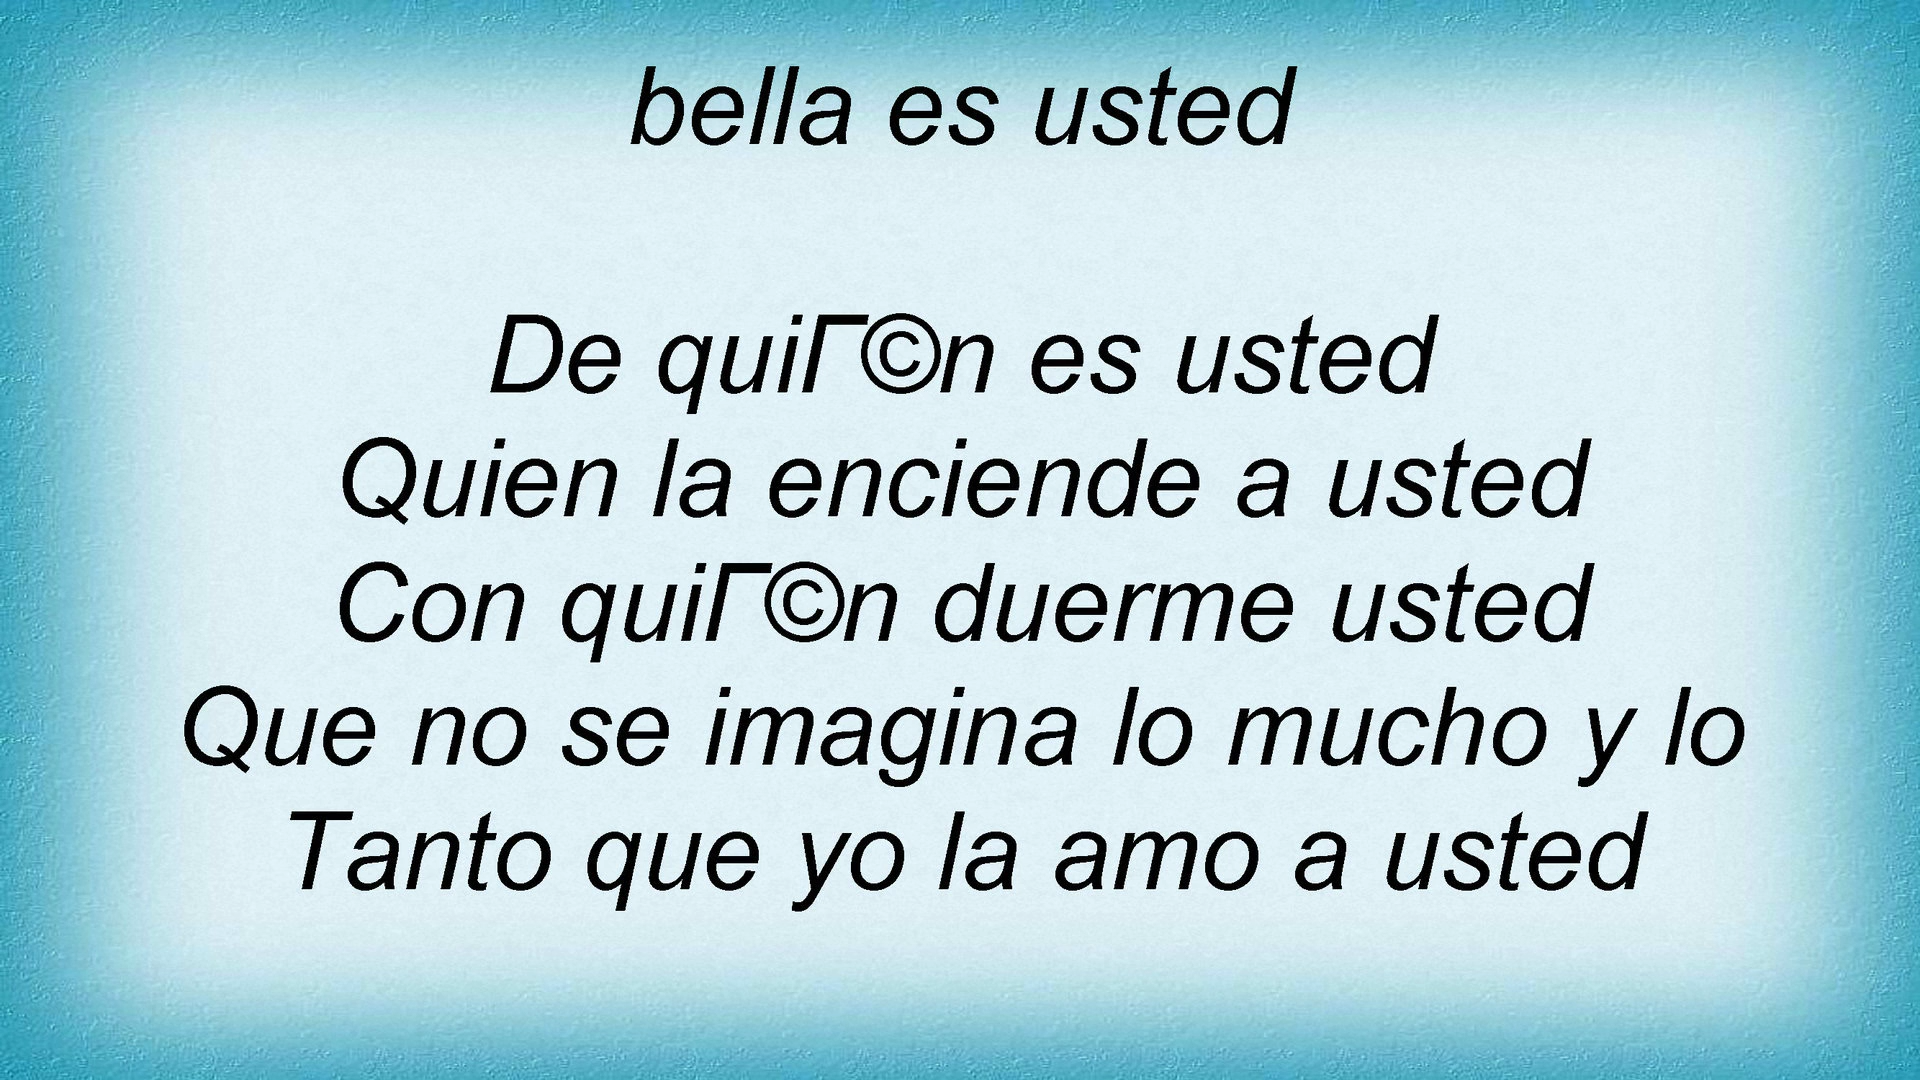 bella es usted
De quiГ©n es usted
Quien la enciende a usted
Con quiГ©n duerme usted
Que no se imagina lo mucho y lo
Tanto que yo la amo a usted